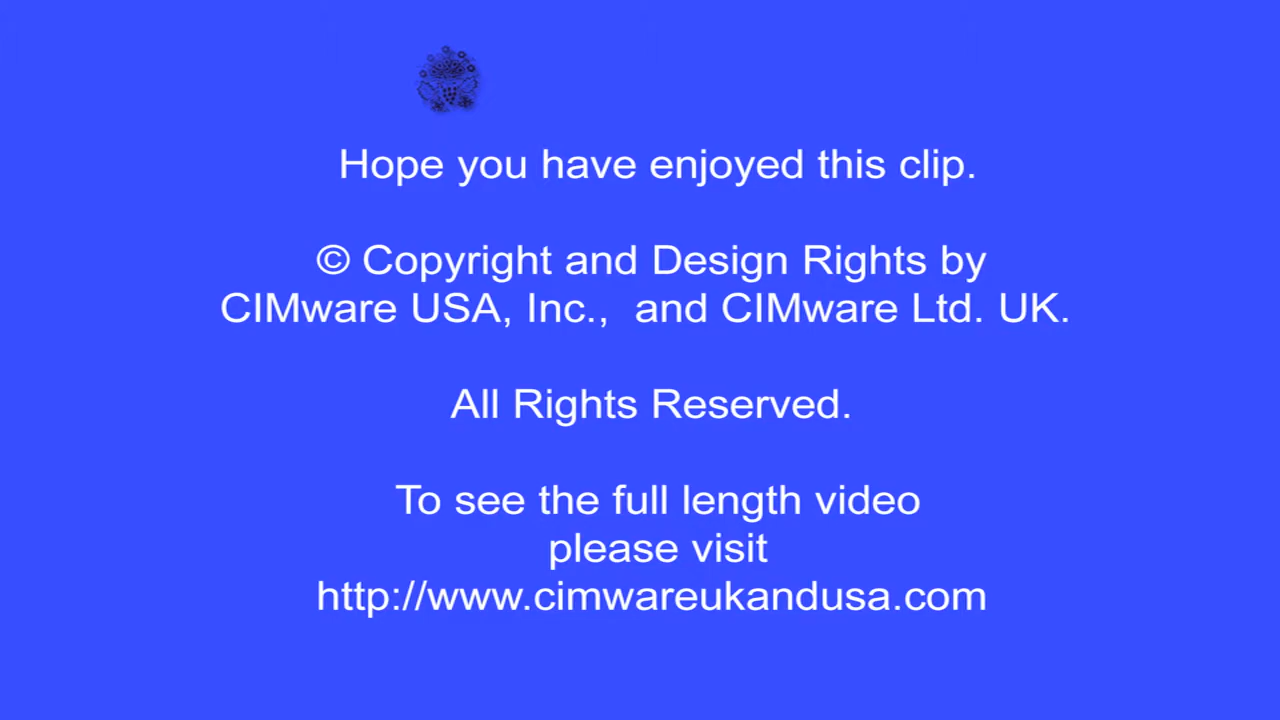 Hope you have enjoyed this clip.
© Copyright and Design Rights by
CIMware USA, Inc.,  and CIMware Ltd. UK.
All Rights Reserved.
To see the full length video
please visit
http://www.cimwareukandusa.com